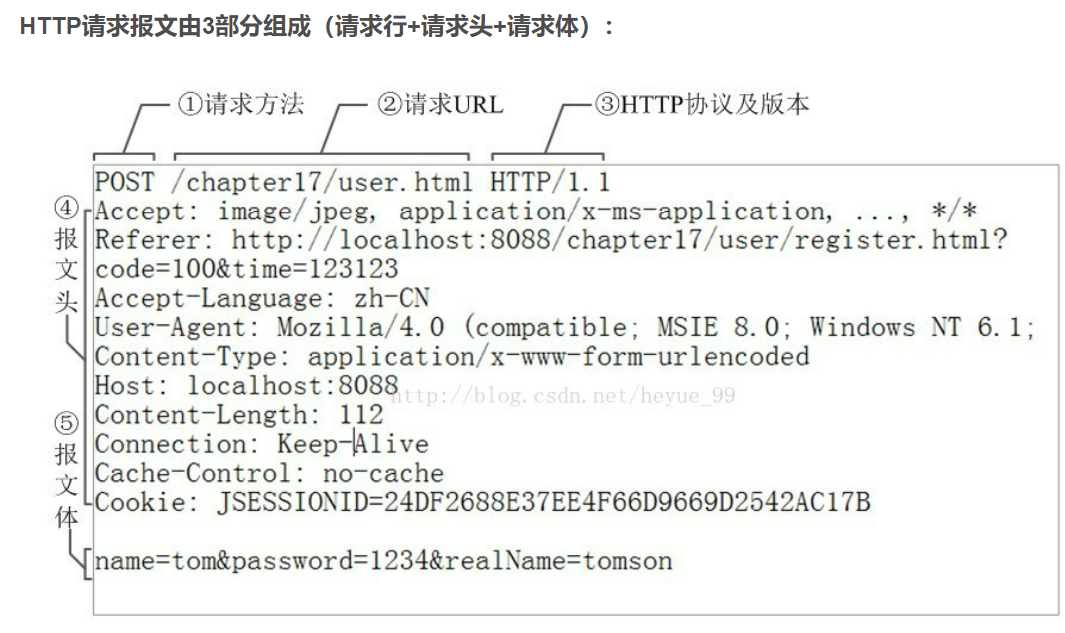 HTTP请求报文由3部分组成（请求行+请求头+请求体）：
①请求方法 ②请求URL ③HTTP协议及版本
POST /chapter17/user.html HTTP/1.1
④报文头
Accept: image/jpeg, application/x-ms-application, ..., */*
Referer: http://localhost:8088/chapter17/user/register.html?
code=100&time=123123
Accept-Language: zh-CN
User-Agent: Mozilla/4.0 (compatible; MSIE 8.0; Windows NT 6.1;
Content-Type: application/x-www-form-urlencoded
Host: localhost:8088
http://blog.csdn.net/heyue_99
Content-Length: 112
Connection: Keep-Alive
Cache-Control: no-cache
Cookie: JSESSIONID=24DF2688E37EE4F66D9669D2542AC17B
⑤报文体
name=tom&password=1234&realName=tomson